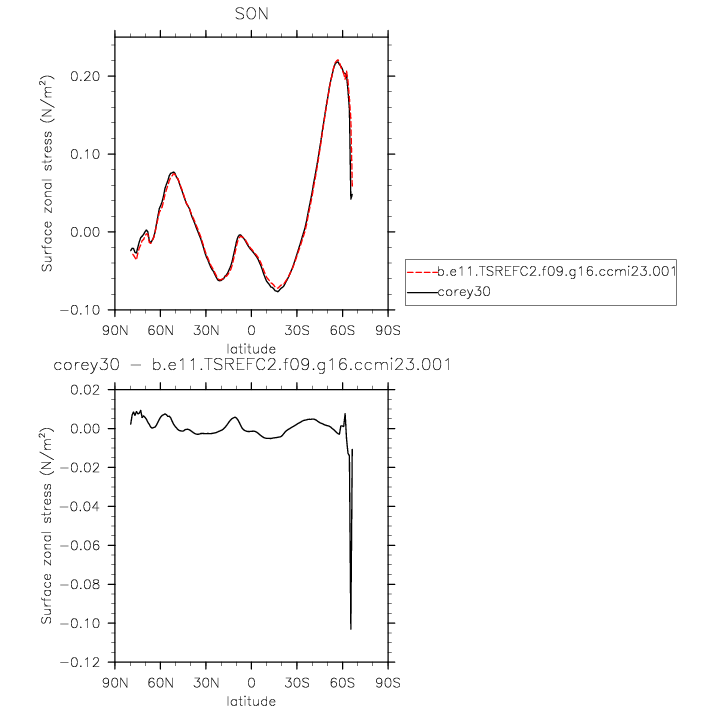 SON
Surface zonal stress (N/m²)
0.20
0.10
0.00
−0.10
90N 60N 30N 0 30S 60S 90S
latitude
b.e11.TSREFC2.f09.g16.ccmi23.001
corey30
corey30 − b.e11.TSREFC2.f09.g16.ccmi23.001
Surface zonal stress (N/m²)
0.02
0.00
−0.02
−0.04
−0.06
−0.08
−0.10
−0.12
90N 60N 30N 0 30S 60S 90S
latitude